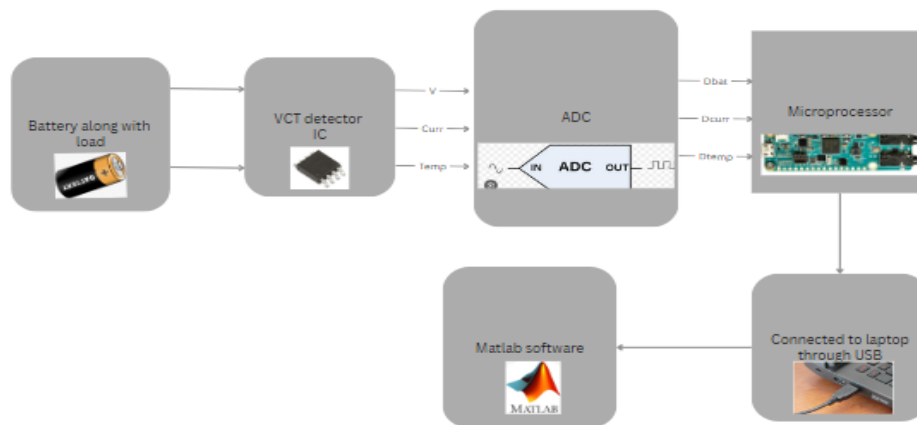 Battery along with
load
VCT detector
IC
V
Curr
Temp
ADC
IN ADC OUT
Dbat
Dcurr
Dtemp
Microprocessor
Matlab software
MATLAB
Connected to laptop
through USB